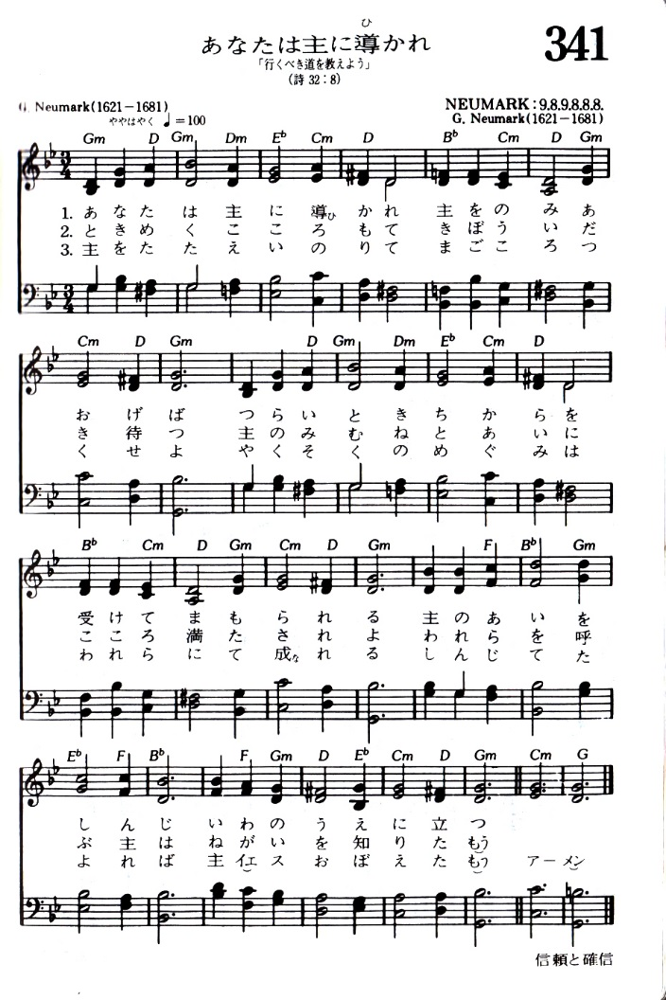 341
あなたは主に導かれ
ひ
「行くべき道を教えよう」
(詩 32:8)
G. Neumark(1621−1681)
ややはやく ♩=100
NEUMARK:9.8.9.8.8.8.
G. Neumark(1621−1681)
Gm D Gm Dm E♭ Cm D B♭ Cm D Gm
3/4
1. あなた は 主 に 導ひ か れ 主 を の み あ
2. ときめ く こ こ ろ も て き ぼ う い だ
3. 主をた た え い の り て ま ご こ ろ つ
3/4
Cm D Gm D Gm Dm E♭ Cm D
お げ ば つ ら い と き ち か ら を
き 待 つ 主 の み む ね と あ い に
く せ よ や く そ く の め ぐ み は
B♭ Cm D Gm Cm D Gm F B♭ Gm
受 け て ま も ら れ る 主 の あ い を
こ こ ろ 満 た さ れ よ わ れ ら を 呼
わ れ ら に て 成な れ る し ん じ て た
E♭ F B♭ F Gm D E♭ Cm D Gm Cm G
し ん じ い わ の う え に 立 つ
ぶ 主 は ね が い を 知 り た もう
よ れ ば 主 イエ ス お ぼ え た もう アーメン
信頼と確信